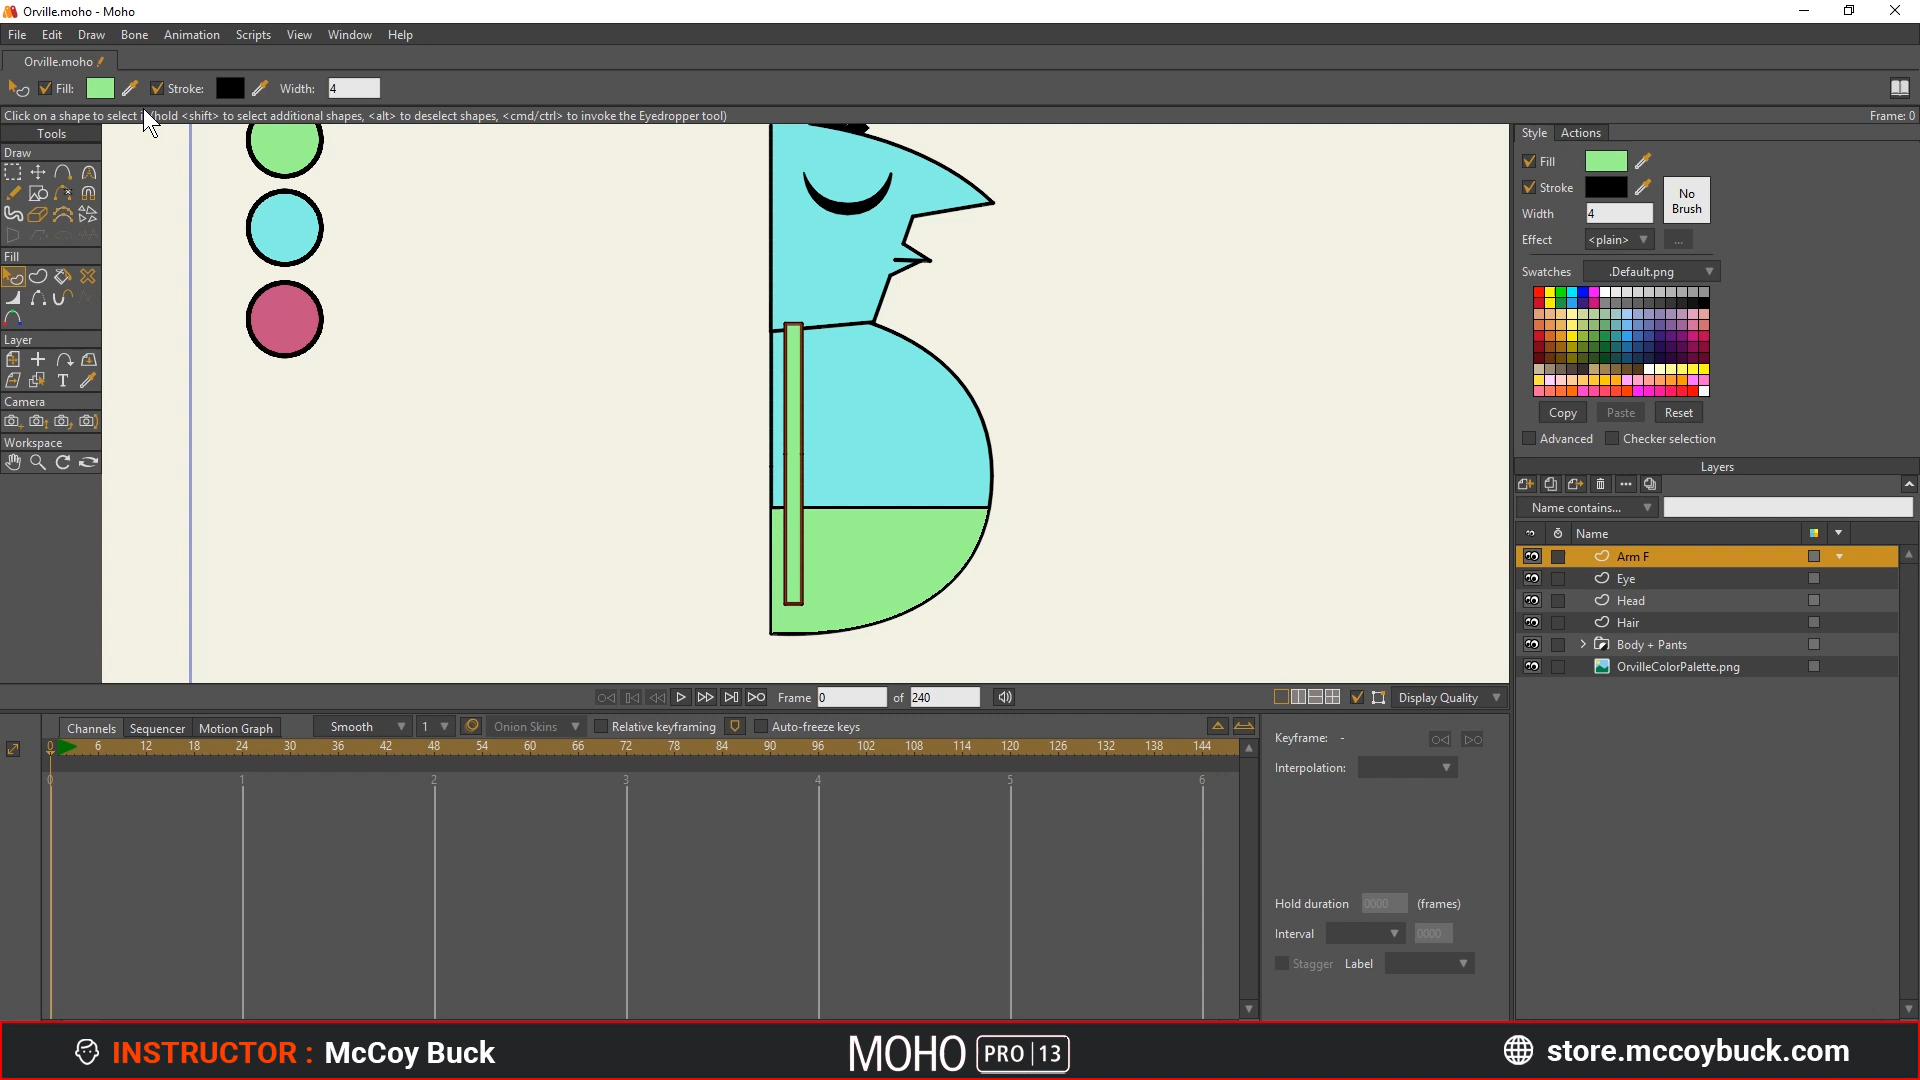 Orville.moho - Moho
File Edit Draw Bone Animation Scripts View Window Help
Orville.moho
Fill: Stroke: Width: 4
Click on a shape to select (hold <shift> to select additional shapes, <alt> to deselect shapes, <cmd/ctrl> to invoke the Eyedropper tool)
Frame: 0
Tools
Draw
Fill
Layer
Camera
Workspace
Style Actions
Fill
Stroke
No Brush
Width 4
Effect <plain> ...
Swatches .Default.png
Copy Paste Reset
Advanced Checker selection
Layers
Name contains...
Name
Arm F
Eye
Head
Hair
Body + Pants
OrvilleColorPalette.png
Frame 0 of 240
Display Quality
Channels Sequencer Motion Graph Smooth 1 Onion Skins Relative keyframing Auto-freeze keys
0 6 12 18 24 30 36 42 48 54 60 66 72 78 84 90 96 102 108 114 120 126 132 138 144
0 1 2 3 4 5 6
Keyframe: -
Interpolation:
Hold duration 0000 (frames)
Interval 0000
Stagger Label
INSTRUCTOR : McCoy Buck
MOHO PRO 13
store.mccoybuck.com